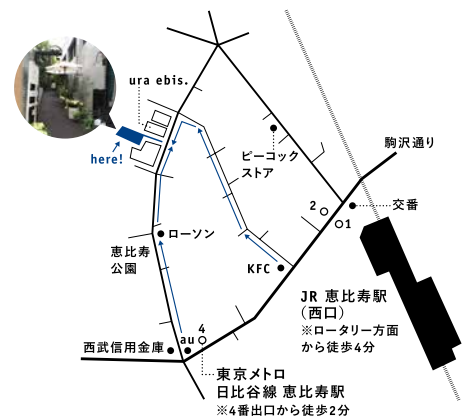 ura ebis.
here!
駒沢通り
ピーコック
ストア
2
交番
1
ローソン
恵比寿
公園
KFC
JR 恵比寿駅
(西口)
※ロータリー方面
から徒歩4分
4
au
西武信用金庫
東京メトロ
日比谷線 恵比寿駅
※4番出口から徒歩2分